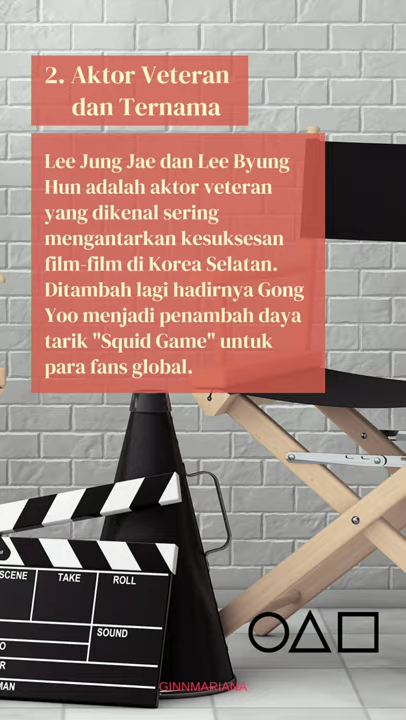 2. Aktor Veteran
dan Ternama
Lee Jung Jae dan Lee Byung
Hun adalah aktor veteran
yang dikenal sering
mengantarkan kesuksesan
film-film di Korea Selatan.
Ditambah lagi hadirnya Gong
Yoo menjadi penambah daya
tarik "Squid Game" untuk
para fans global.
SCENE TAKE ROLL
SOUND
GINNMARIANA